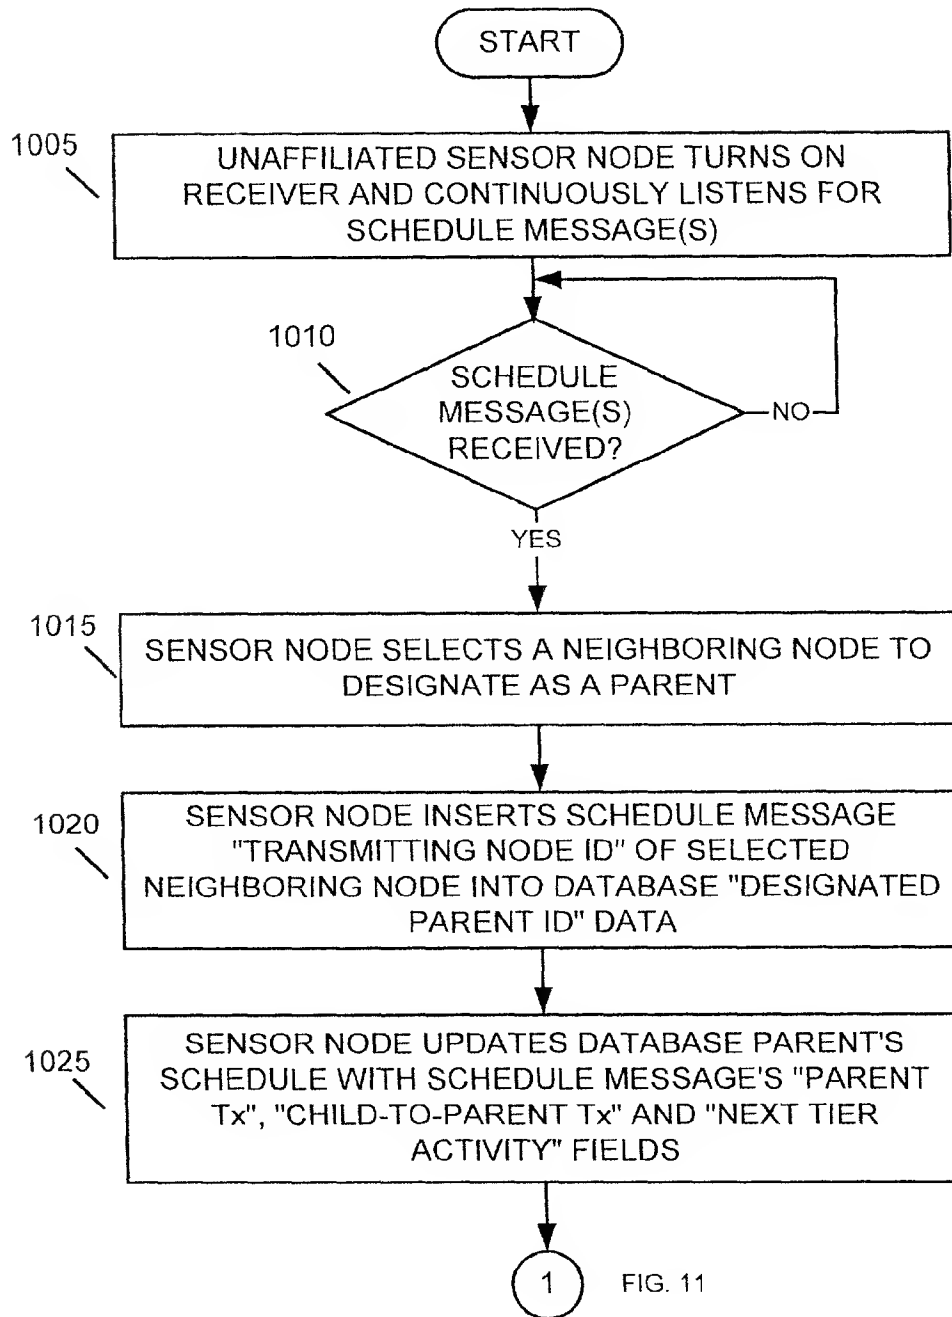 START
1005
UNAFFILIATED SENSOR NODE TURNS ON
RECEIVER AND CONTINUOUSLY LISTENS FOR
SCHEDULE MESSAGE(S)
1010
SCHEDULE
MESSAGE(S)
RECEIVED?
NO
YES
1015
SENSOR NODE SELECTS A NEIGHBORING NODE TO
DESIGNATE AS A PARENT
1020
SENSOR NODE INSERTS SCHEDULE MESSAGE
"TRANSMITTING NODE ID" OF SELECTED
NEIGHBORING NODE INTO DATABASE "DESIGNATED
PARENT ID" DATA
1025
SENSOR NODE UPDATES DATABASE PARENT'S
SCHEDULE WITH SCHEDULE MESSAGE'S "PARENT
Tx", "CHILD-TO-PARENT Tx" AND "NEXT TIER
ACTIVITY" FIELDS
1
FIG. 11